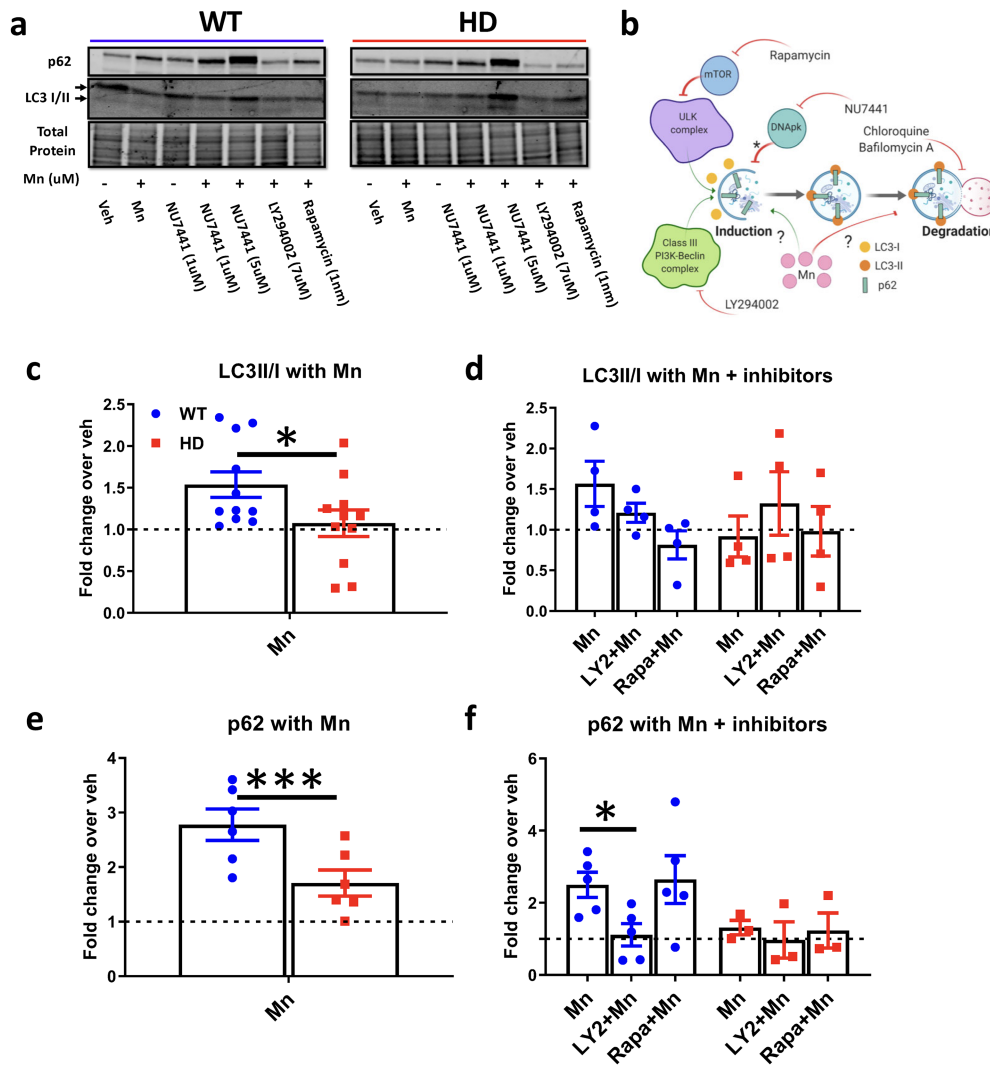 a
WT
HD
p62
LC3 I/II
Total
Protein
Mn (uM)
- + - + + + +
- + - + + + +
Veh
Mn
NU7441 (1uM)
NU7441 (1uM)
NU7441 (5uM)
LY294002 (7uM)
Rapamycin (1nm)
Veh
Mn
NU7441 (1uM)
NU7441 (1uM)
NU7441 (5uM)
LY294002 (7uM)
Rapamycin (1nm)
b
Rapamycin
mTOR
NU7441
ULK
complex
DNApk
*
Chloroquine
Bafilomycin A
Induction
Degradation
?
?
Class III
PI3K-Beclin
complex
Mn
LC3-I
LC3-II
p62
LY294002
c
LC3II/I with Mn
Fold change over veh
2.5
2.0
1.5
1.0
0.5
0.0
WT
HD
*
Mn
d
LC3II/I with Mn + inhibitors
Fold change over veh
2.5
2.0
1.5
1.0
0.5
0.0
Mn
LY2+Mn
Rapa+Mn
Mn
LY2+Mn
Rapa+Mn
e
p62 with Mn
Fold change over veh
4
3
2
1
0
***
Mn
f
p62 with Mn + inhibitors
Fold change over veh
6
4
2
0
*
Mn
LY2+Mn
Rapa+Mn
Mn
LY2+Mn
Rapa+Mn